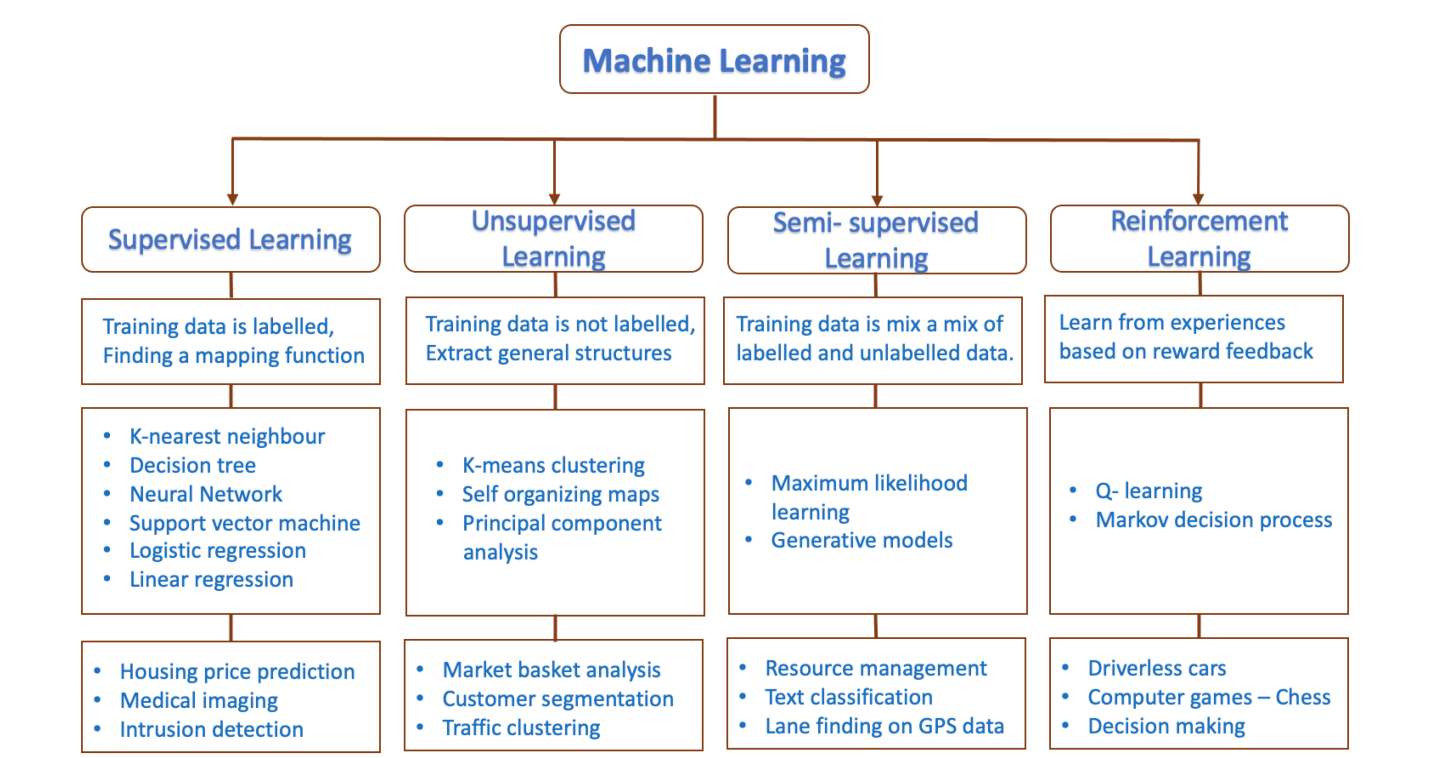 Machine Learning
Supervised Learning
Training data is labelled,
Finding a mapping function
• K-nearest neighbour
• Decision tree
• Neural Network
• Support vector machine
• Logistic regression
• Linear regression
• Housing price prediction
• Medical imaging
• Intrusion detection
Unsupervised
Learning
Training data is not labelled,
Extract general structures
• K-means clustering
• Self organizing maps
• Principal component
analysis
• Market basket analysis
• Customer segmentation
• Traffic clustering
Semi- supervised
Learning
Training data is mix a mix of
labelled and unlabelled data.
• Maximum likelihood
learning
• Generative models
• Resource management
• Text classification
• Lane finding on GPS data
Reinforcement
Learning
Learn from experiences
based on reward feedback
• Q- learning
• Markov decision process
• Driverless cars
• Computer games – Chess
• Decision making